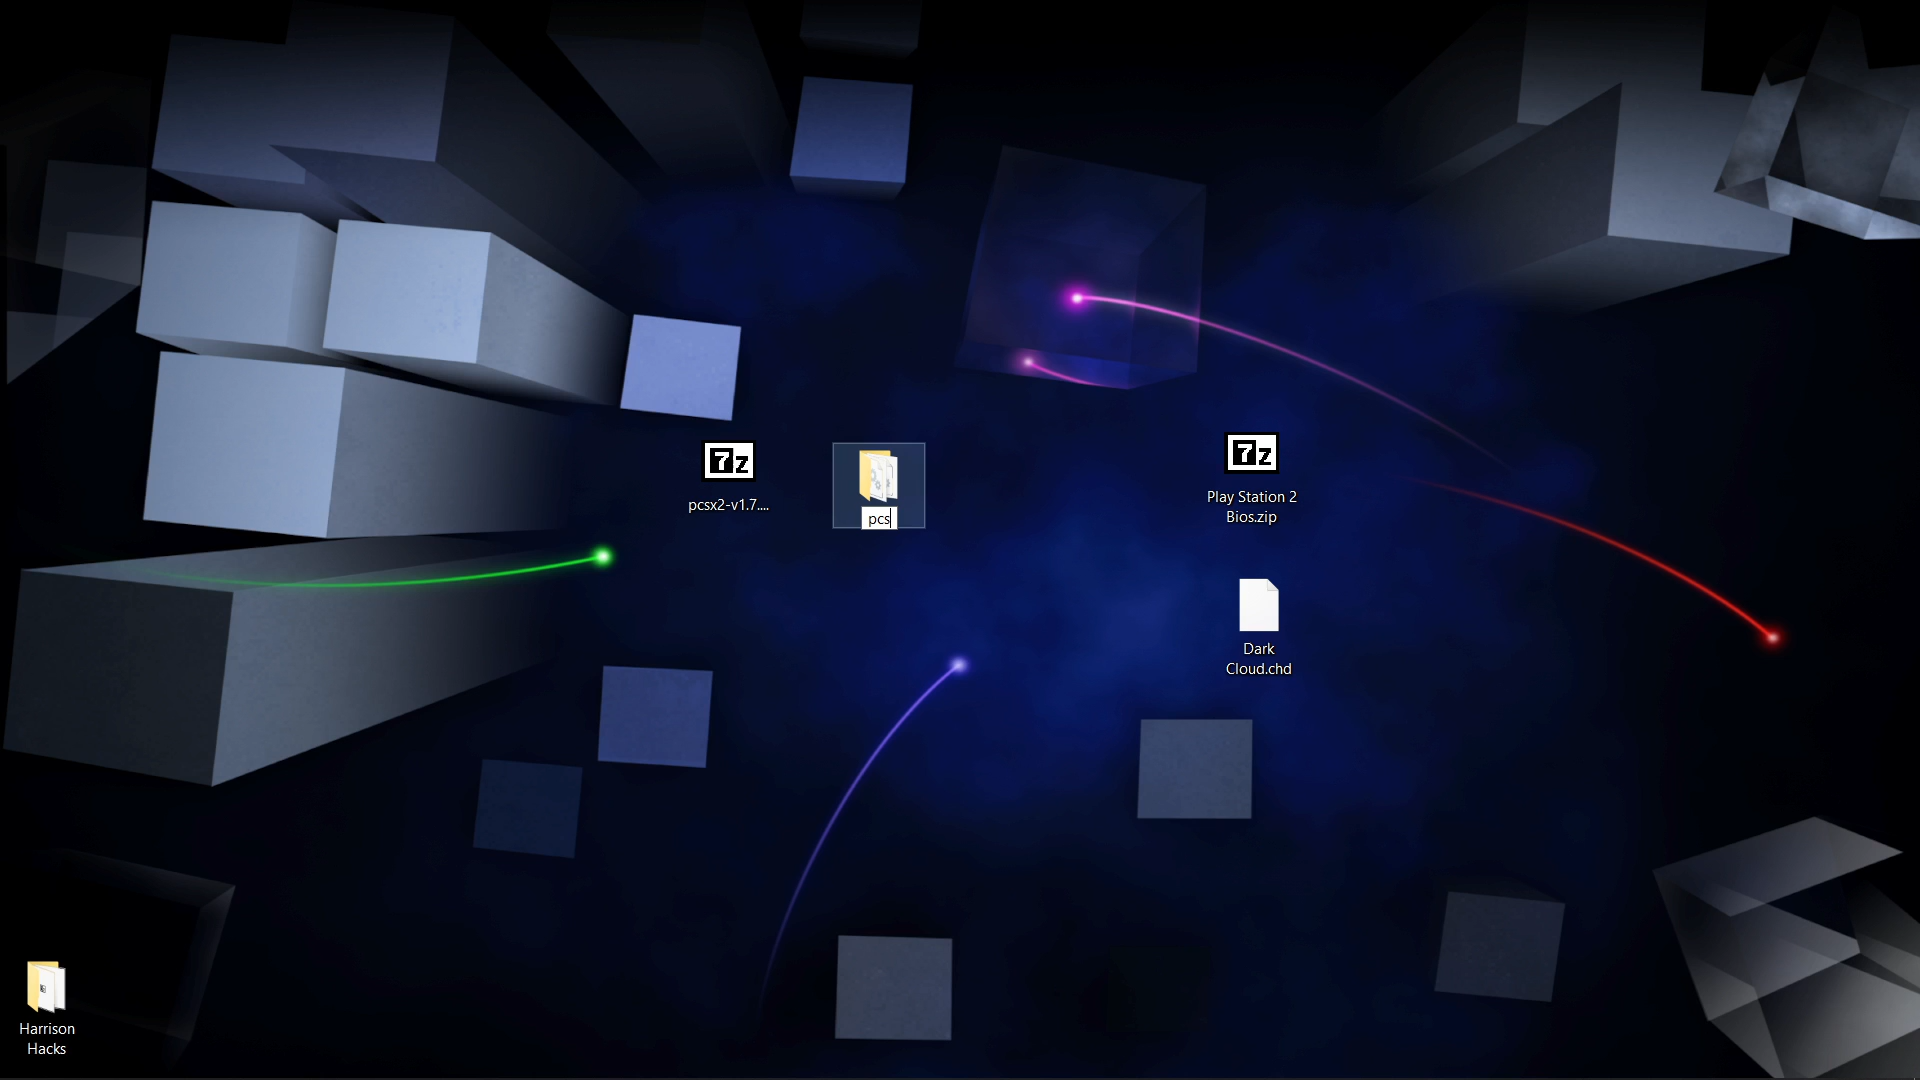 7z
pcsx2-v1.7....
pcs
7z
Play Station 2
Bios.zip
Dark
Cloud.chd
Harrison
Hacks